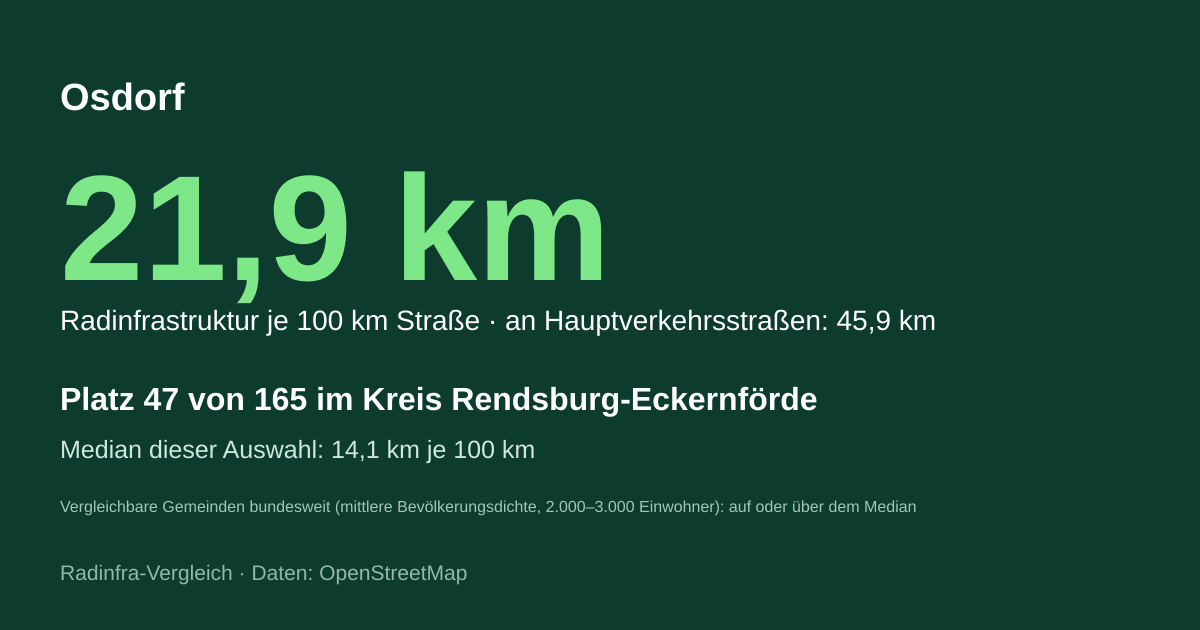 Osdorf
21,9 km
Radinfrastruktur je 100 km Straße · an Hauptverkehrsstraßen: 45,9 km
Platz 47 von 165 im Kreis Rendsburg-Eckernförde
Median dieser Auswahl: 14,1 km je 100 km
Vergleichbare Gemeinden bundesweit (mittlere Bevölkerungsdichte, 2.000–3.000 Einwohner): auf oder über dem Median
Radinfra-Vergleich · Daten: OpenStreetMap